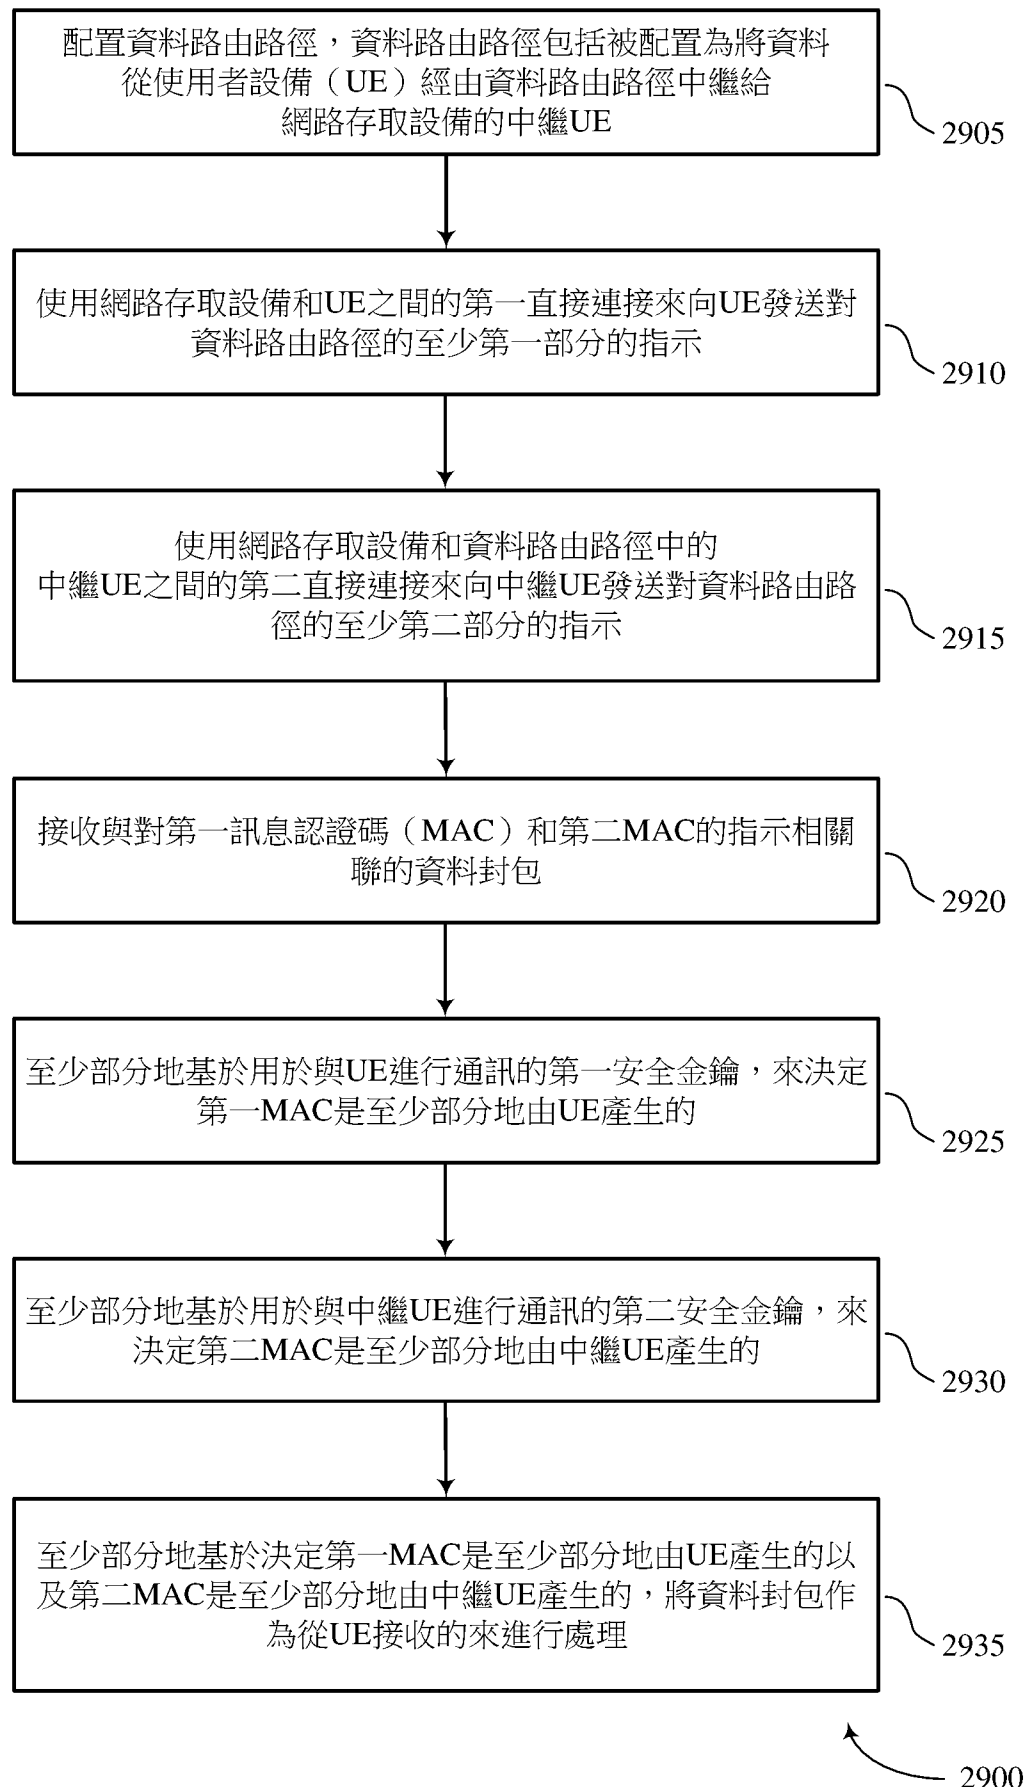 配置資料路由路徑，資料路由路徑包括被配置為將資料
從使用者設備（UE）經由資料路由路徑中繼給
網路存取設備的中繼UE
2905
使用網路存取設備和UE之間的第一直接連接來向UE發送對
資料路由路徑的至少第一部分的指示
2910
使用網路存取設備和資料路由路徑中的
中繼UE之間的第二直接連接來向中繼UE發送對資料路由路
徑的至少第二部分的指示
2915
接收與對第一訊息認證碼（MAC）和第二MAC的指示相關
聯的資料封包
2920
至少部分地基於用於與UE進行通訊的第一安全金鑰，來決定
第一MAC是至少部分地由UE產生的
2925
至少部分地基於用於與中繼UE進行通訊的第二安全金鑰，來
決定第二MAC是至少部分地由中繼UE產生的
2930
至少部分地基於決定第一MAC是至少部分地由UE產生的以
及第二MAC是至少部分地由中繼UE產生的，將資料封包作
為從UE接收的來進行處理
2935
2900